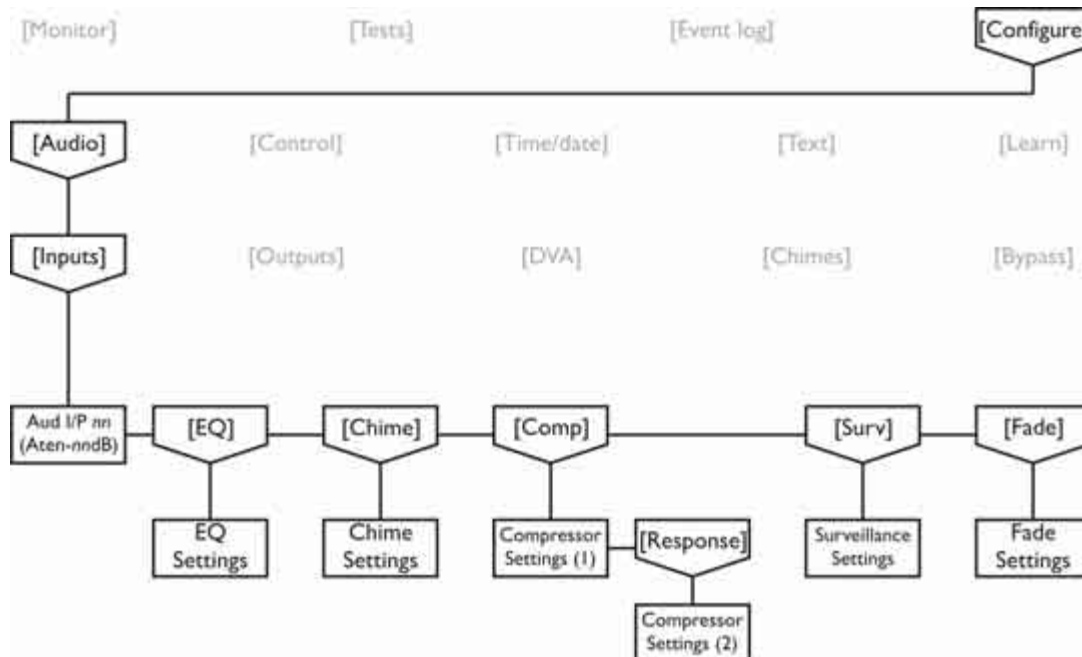 [Monitor]
[Tests]
[Event log]
[Configure]
[Audio]
[Control]
[Time/date]
[Text]
[Learn]
[Inputs]
[Outputs]
[DVA]
[Chimes]
[Bypass]
Aud I/P nn
(Aten-nndB)
[EQ]
[Chime]
[Comp]
[Surv]
[Fade]
EQ
Settings
Chime
Settings
Compressor
Settings (1)
[Response]
Surveillance
Settings
Fade
Settings
Compressor
Settings (2)